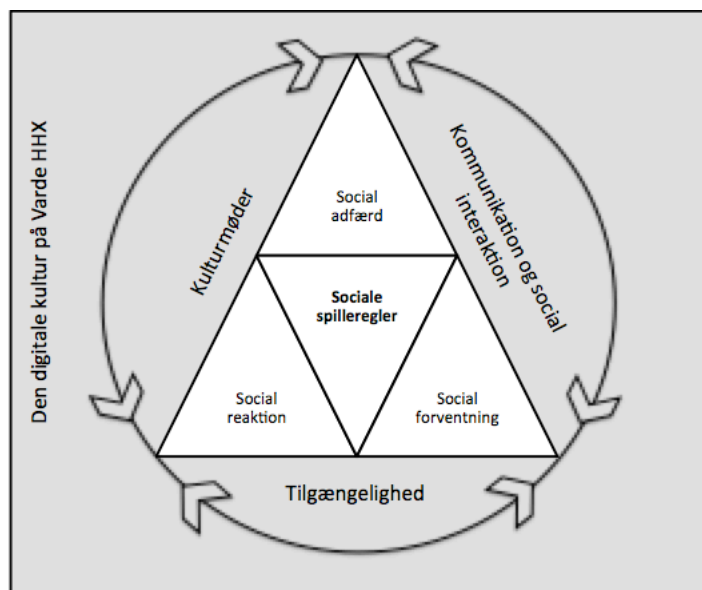 Den digitale kultur på Varde HHX
Kulturmøder
Kommunikation og social
interaktion
Social
adfærd
Sociale
spilleregler
Social
reaktion
Social
forventning
Tilgængelighed